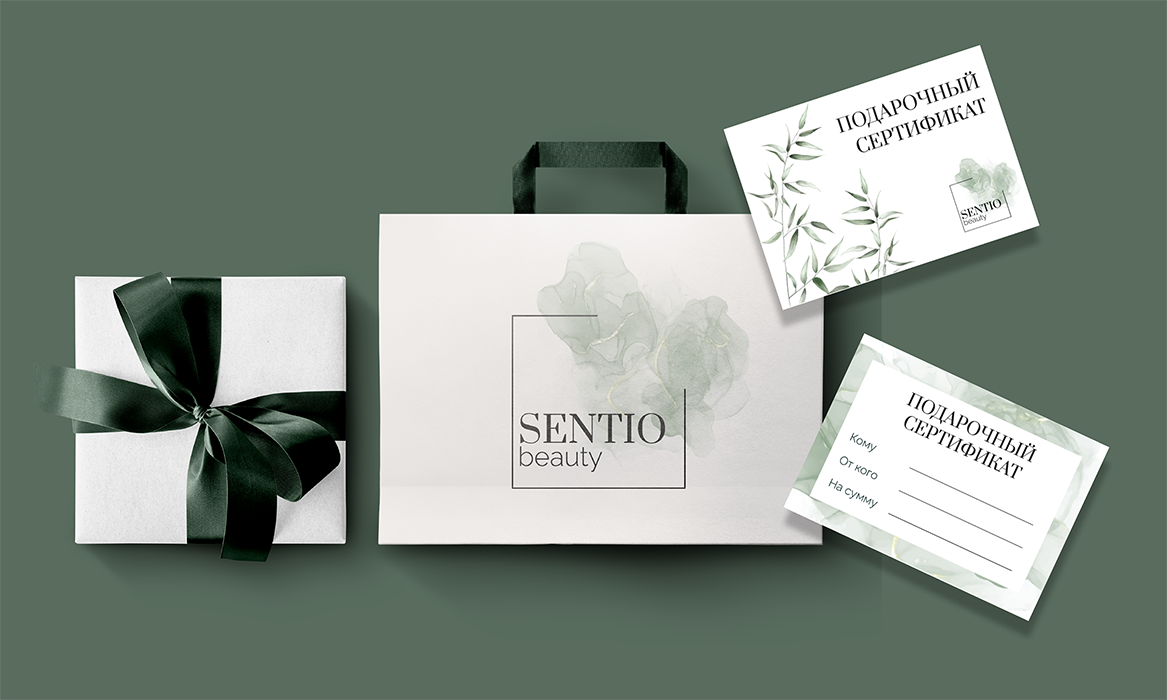 SENTIO
beauty
ПОДАРОЧНЫЙ
СЕРТИФИКАТ
SENTIO
beauty
ПОДАРОЧНЫЙ
СЕРТИФИКАТ
Кому
От кого
На сумму